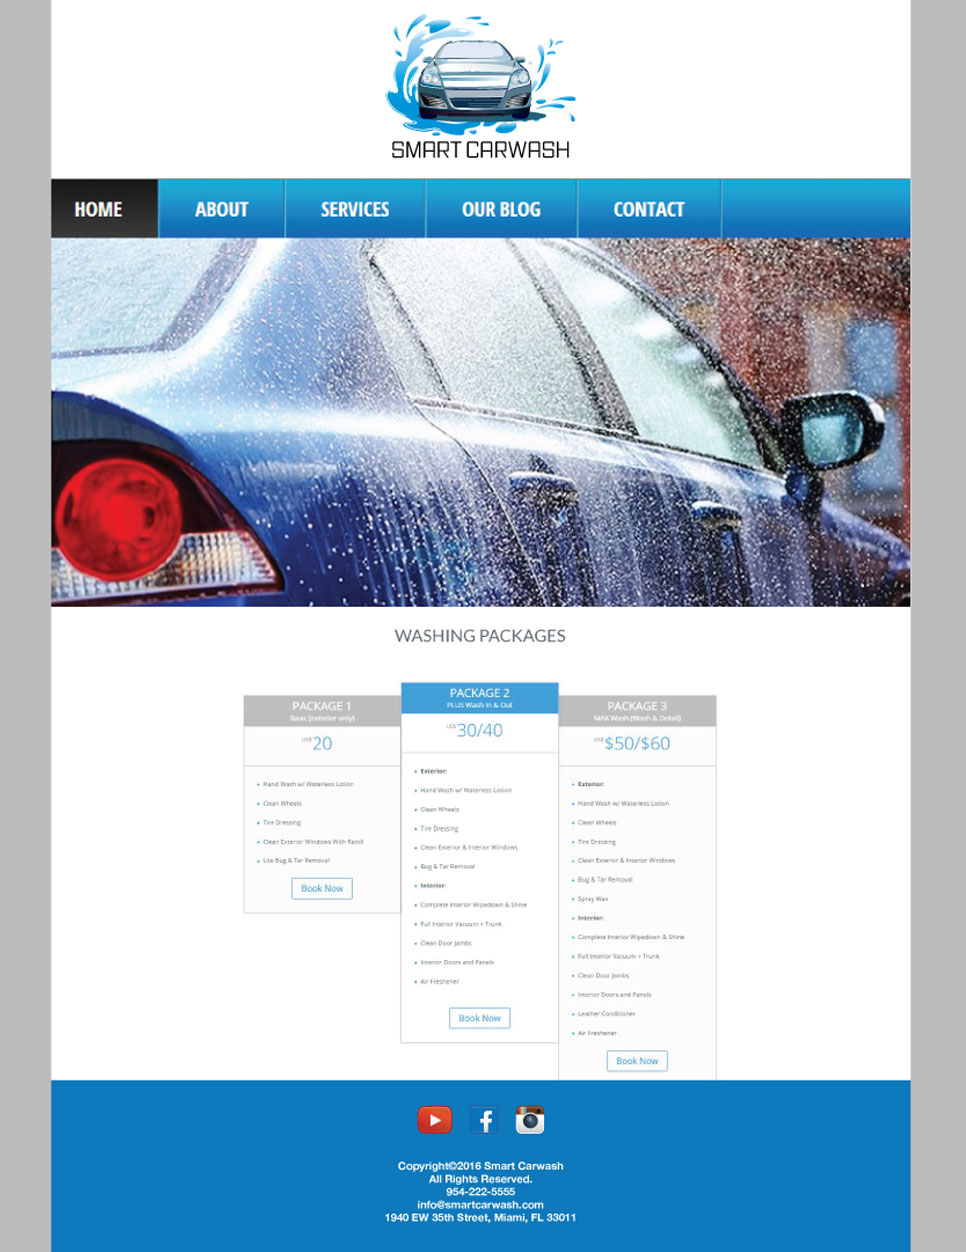 SMART CARWASH
HOME ABOUT SERVICES OUR BLOG CONTACT
WASHING PACKAGES
PACKAGE 1
Basic (exterior only)
US$ 20
Hand Wash w/ Waterless Lotion
Clean Wheels
Tire Dressing
Clean Exterior Windows With RainX
Lite Bug & Tar Removal
Book Now
PACKAGE 2
PLUS Wash In & Out
US$ 30/40
Exterior:
Hand Wash w/ Waterless Lotion
Clean Wheels
Tire Dressing
Clean Exterior & Interior Windows
Bug & Tar Removal
Interior:
Complete Interior Wipedown & Shine
Full Interior Vacuum + Trunk
Clean Door Jambs
Interior Doors and Panels
Air Freshener
Book Now
PACKAGE 3
MAX Wash (Wash & Detail)
US$ $50/$60
Exterior:
Hand Wash w/ Waterless Lotion
Clean Wheels
Tire Dressing
Clean Exterior & Interior Windows
Bug & Tar Removal
Spray Wax
Interior:
Complete Interior Wipedown & Shine
Full Interior Vacuum + Trunk
Clean Door Jambs
Interior Doors and Panels
Leather Conditioner
Air Freshener
Book Now
Copyright©2016 Smart Carwash
All Rights Reserved.
954-222-5555
info@smartcarwash.com
1940 EW 35th Street, Miami, FL 33011